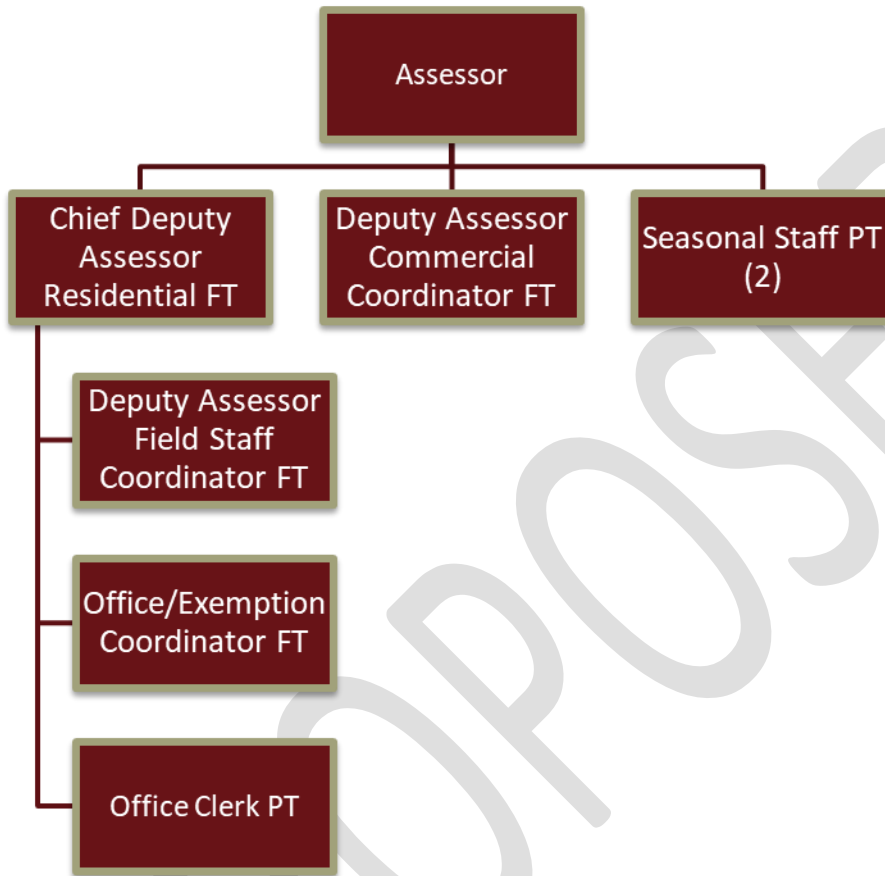 Assessor
Chief Deputy
Assessor
Residential FT
Deputy Assessor
Commercial
Coordinator FT
Seasonal Staff PT
(2)
Deputy Assessor
Field Staff
Coordinator FT
Office/Exemption
Coordinator FT
Office Clerk PT